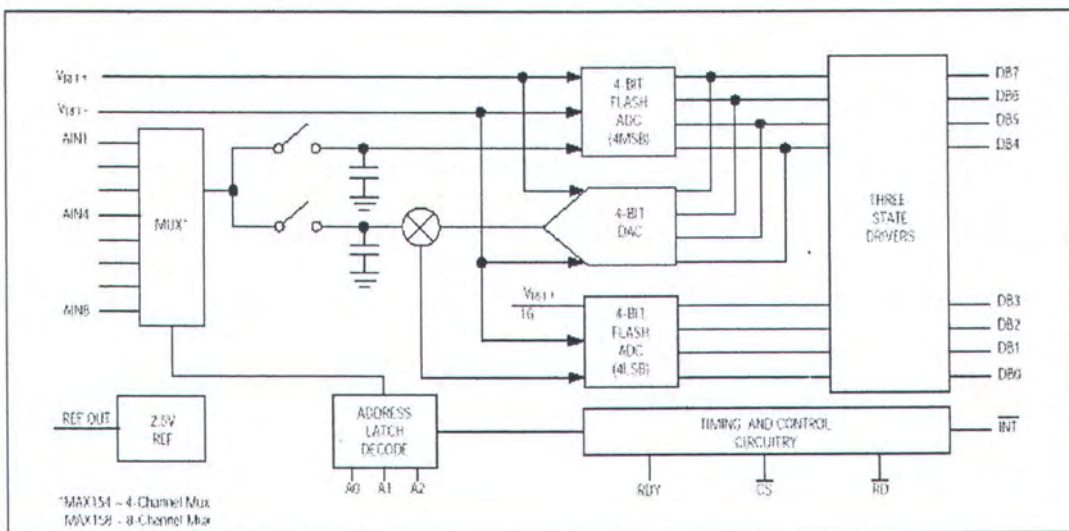 VREF+
VREF-
AIN1
AIN4
AIN8
MUX*
4-BIT
FLASH
ADC
(4MSB)
4-BIT
DAC
VREF+
16
4-BIT
FLASH
ADC
(4LSB)
THREE-
STATE
DRIVERS
DB7
DB6
DB5
DB4
DB3
DB2
DB1
DB0
REF OUT
2.5V
REF
ADDRESS
LATCH
DECODE
A0 A1 A2
TIMING AND CONTROL
CIRCUITRY
INT
RDY CS RD
*MAX154 – 4-Channel Mux
MAX158 – 8-Channel Mux